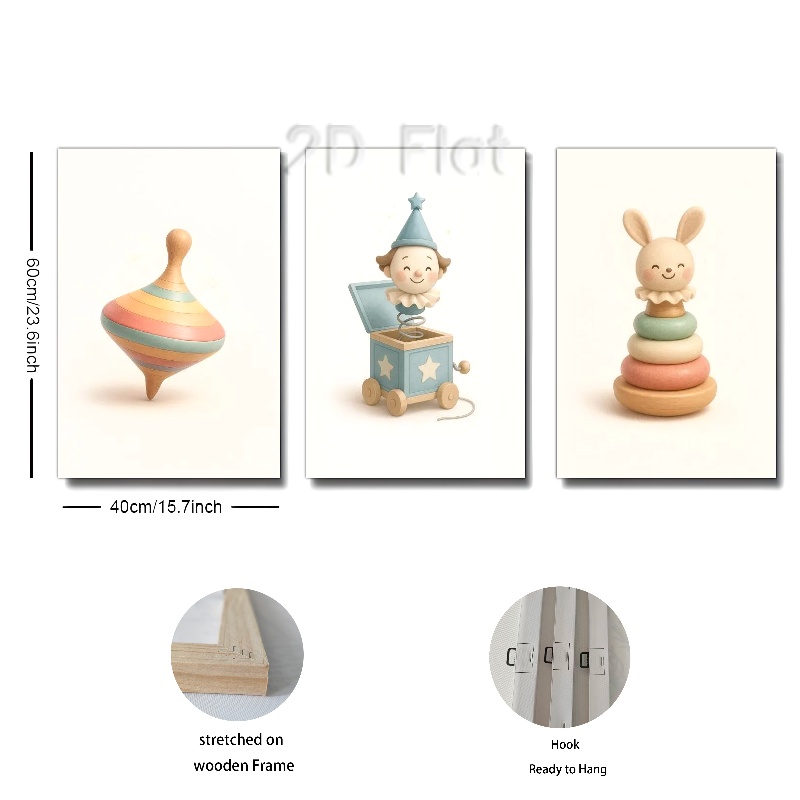 2D Flat
60cm/23.6inch
40cm/15.7inch
stretched on
wooden Frame
Hook
Ready to Hang